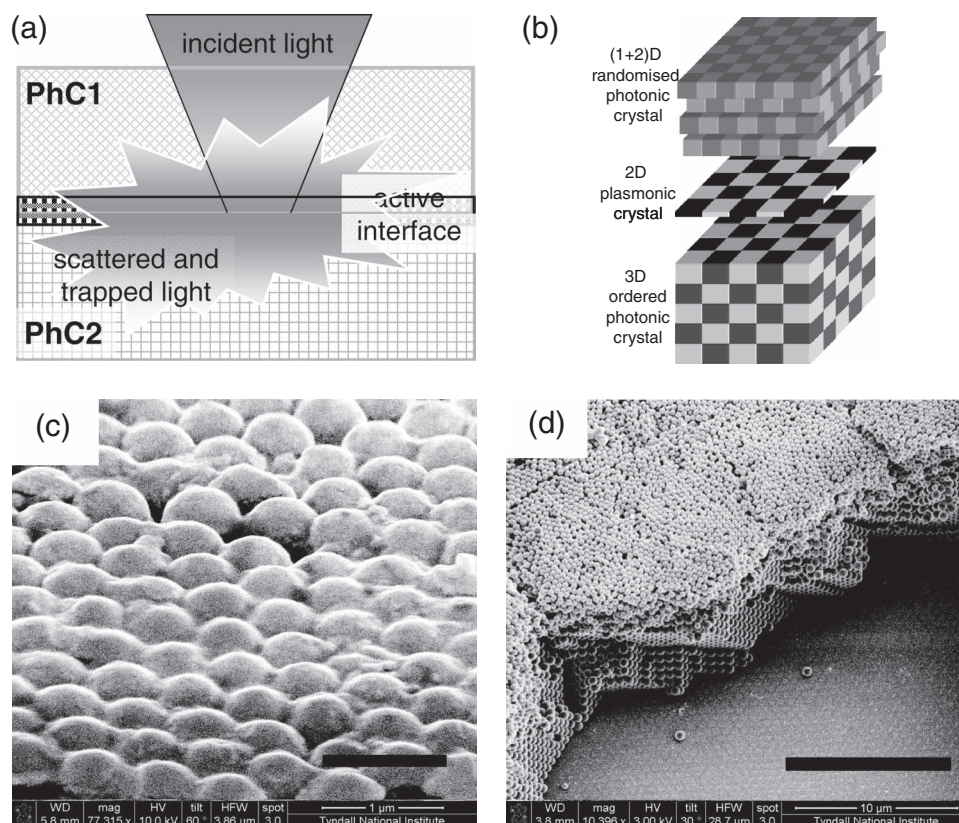 (a)
incident light
PhC1
active
interface
scattered and
trapped light
PhC2
(b)
(1+2)D
randomised
photonic
crystal
2D
plasmonic
crystal
3D
ordered
photonic
crystal
(c)
WD mag HV tilt HFW spot 1 µm
5.8 mm 77,315 x 10.0 kV 60 ° 3.86 µm 3.0 Tyndall National Institute
(d)
WD mag HV tilt HFW spot 10 µm
3.8 mm 10,396 x 3.00 kV 30 ° 28.7 µm 3.0 Tyndall National Institute